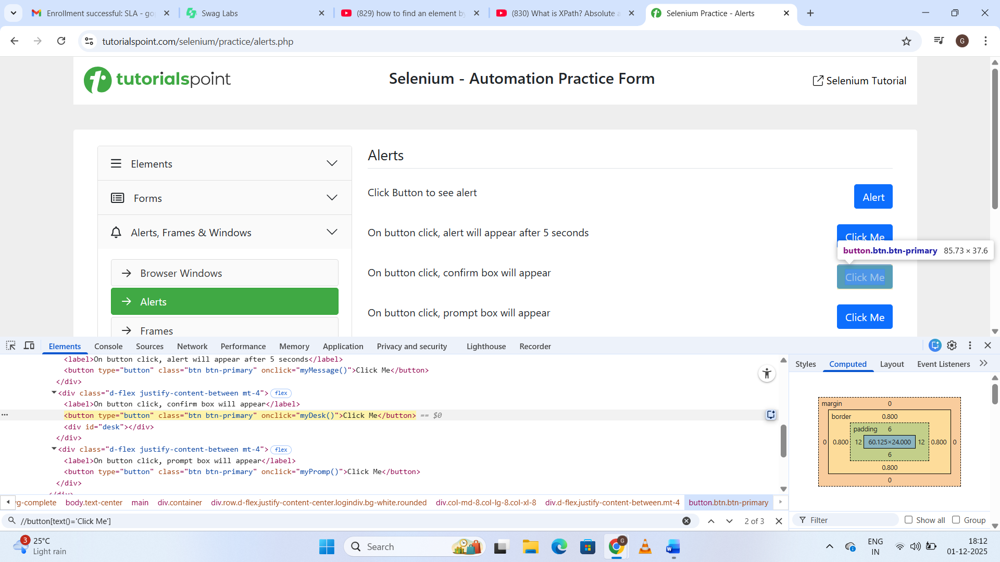 Enrollment successful: SLA - go
Swag Labs
(829) how to find an element by
(830) What is XPath? Absolute a
Selenium Practice - Alerts
tutorialspoint.com/selenium/practice/alerts.php
G
tutorialspoint
Selenium - Automation Practice Form
Selenium Tutorial
Elements
Forms
Alerts, Frames & Windows
Browser Windows
Alerts
Frames
Alerts
Click Button to see alert
Alert
On button click, alert will appear after 5 seconds
Click Me
button.btn.btn-primary 85.73 × 37.6
On button click, confirm box will appear
Click Me
On button click, prompt box will appear
Click Me
Elements Console Sources Network Performance Memory Application Privacy and security Lighthouse Recorder
<label>On button click, alert will appear after 5 seconds</label>
<button type="button" class="btn btn-primary" onclick="myMessage()">Click Me</button>
</div>
<div class="d-flex justify-content-between mt-4"> flex
<label>On button click, confirm box will appear</label>
<button type="button" class="btn btn-primary" onclick="myDesk()">Click Me</button> == $0
<div id="desk"></div>
</div>
<div class="d-flex justify-content-between mt-4"> flex
<label>On button click, prompt box will appear</label>
<button type="button" class="btn btn-primary" onclick="myPromp()">Click Me</button>
</div>
</div>
Styles Computed Layout Event Listeners
margin 0
border 0.800
padding 6
0 0.800 12 60.125×24.000 12 0.800 0
6
0.800
0
vg-complete body.text-center main div.container div.row.d-flex.justify-content-center.logindiv.bg-white.rounded div.col-md-8.col-lg-8.col-xl-8 div.d-flex.justify-content-between.mt-4 button.btn.btn-primary
//button[text()='Click Me']
2 of 3
Filter
Show all
Group
3
25°C
Light rain
Search
G
ENG
IN
18:12
01-12-2025